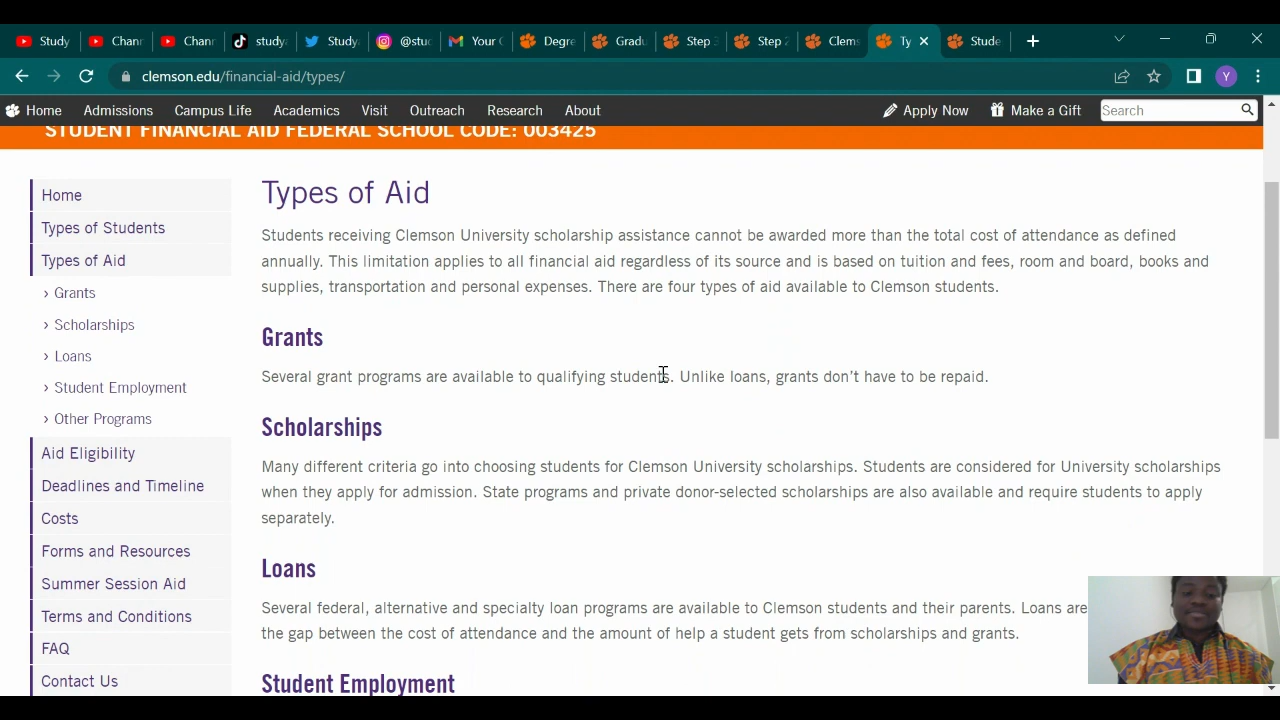 Study
Chann
Chann
study
Study
@stud
Your C
Degre
Gradu
Step 3
Step 2
Clems
Ty
Stude
clemson.edu/financial-aid/types/
Y
Home Admissions Campus Life Academics Visit Outreach Research About Apply Now Make a Gift Search
STUDENT FINANCIAL AID FEDERAL SCHOOL CODE: 003425
Home
Types of Students
Types of Aid
Grants
Scholarships
Loans
Student Employment
Other Programs
Aid Eligibility
Deadlines and Timeline
Costs
Forms and Resources
Summer Session Aid
Terms and Conditions
FAQ
Contact Us
Types of Aid
Students receiving Clemson University scholarship assistance cannot be awarded more than the total cost of attendance as defined
annually. This limitation applies to all financial aid regardless of its source and is based on tuition and fees, room and board, books and
supplies, transportation and personal expenses. There are four types of aid available to Clemson students.
Grants
Several grant programs are available to qualifying students. Unlike loans, grants don’t have to be repaid.
Scholarships
Many different criteria go into choosing students for Clemson University scholarships. Students are considered for University scholarships
when they apply for admission. State programs and private donor-selected scholarships are also available and require students to apply
separately.
Loans
Several federal, alternative and specialty loan programs are available to Clemson students and their parents. Loans are
the gap between the cost of attendance and the amount of help a student gets from scholarships and grants.
Student Employment